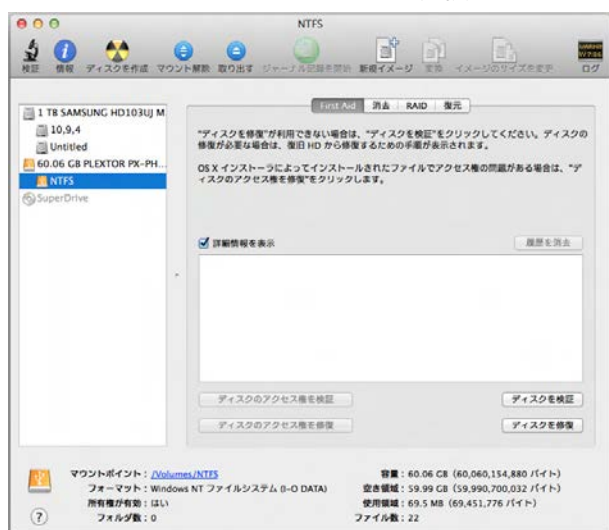 NTFS
検証 情報 ディスクを作成 マウント解除 取り出す ジャーナル記録を開始 新規イメージ 変換 イメージのサイズを変更 ログ
1 TB SAMSUNG HD103UJ M
10,9,4
Untitled
60.06 GB PLEXTOR PX-PH...
NTFS
SuperDrive
First Aid 消去 RAID 復元
"ディスクを修復"が利用できない場合は、"ディスクを検証"をクリックしてください。ディスクの
修復が必要な場合は、復旧 HD から修復するための手順が表示されます。
OS X インストーラによってインストールされたファイルでアクセス権の問題がある場合は、"デ
ィスクのアクセス権を修復"をクリックします。
詳細情報を表示 履歴を消去
ディスクのアクセス権を検証 ディスクを検証
ディスクのアクセス権を修復 ディスクを修復
マウントポイント : /Volumes/NTFS
フォーマット : Windows NT ファイルシステム (I-O DATA)
所有権が有効 : はい
フォルダ数 : 0
容量 : 60.06 GB (60,060,154,880 バイト)
空き領域 : 59.99 GB (59,990,700,032 バイト)
使用領域 : 69.5 MB (69,451,776 バイト)
ファイル数 : 22